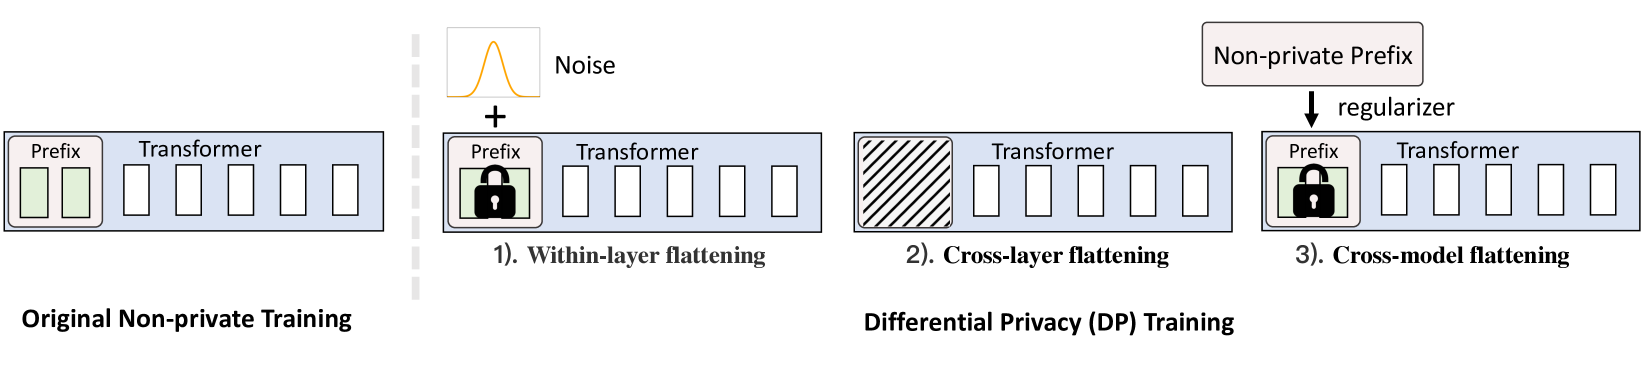 Prefix
Transformer
Original Non-private Training
Noise
+
Prefix
Transformer
1). Within-layer flattening
Transformer
2). Cross-layer flattening
Non-private Prefix
regularizer
Prefix
Transformer
3). Cross-model flattening
Differential Privacy (DP) Training